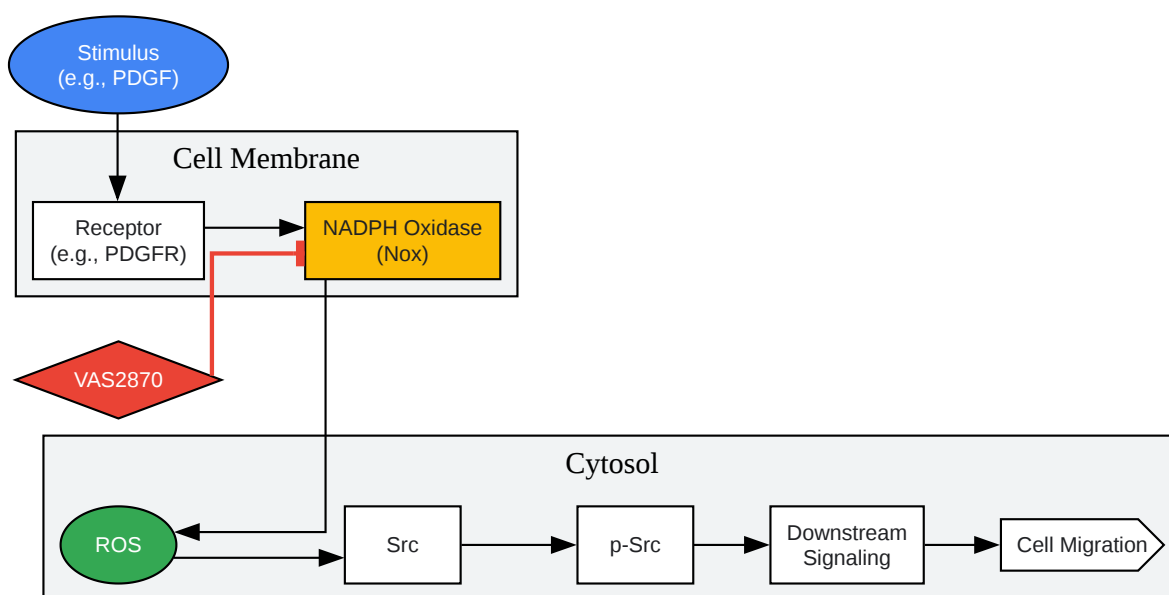 Stimulus
(e.g., PDGF)
Cell Membrane
Receptor
(e.g., PDGFR)
NADPH Oxidase
(Nox)
VAS2870
Cytosol
ROS
Src
p-Src
Downstream
Signaling
Cell Migration